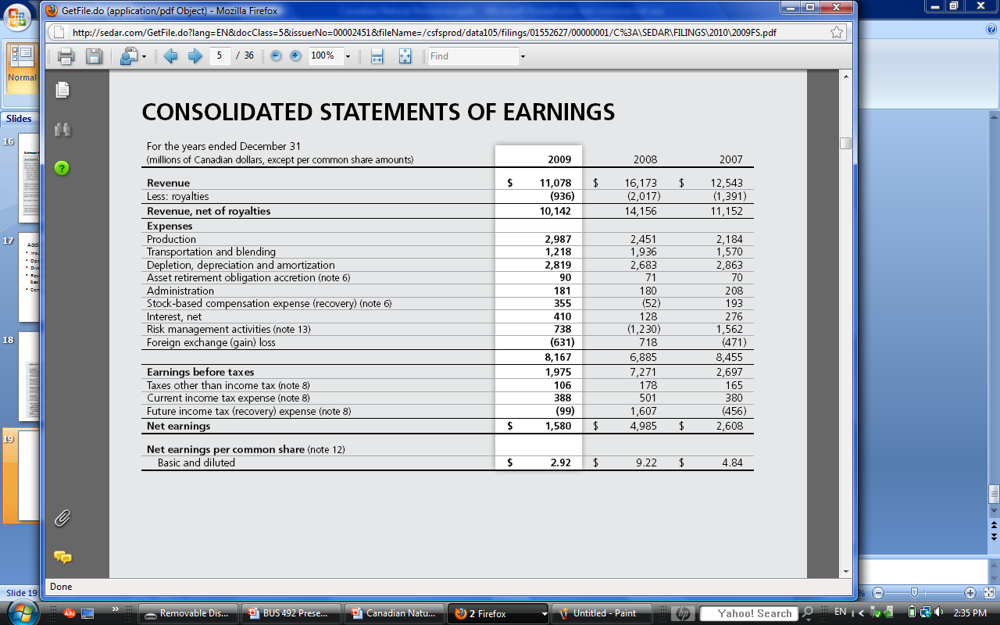 GetFile.do (application/pdf Object) - Mozilla Firefox
http://sedar.com/GetFile.do?lang=EN&docClass=5&issuerNo=00002451&fileName=/csfsprod/data105/filings/01552627/00000001/C%3A\SEDAR\FILINGS\2010\2009FS.pdf
5 / 36 100% Find
Normal
Slides
16
17
18
19
CONSOLIDATED STATEMENTS OF EARNINGS
For the years ended December 31
(millions of Canadian dollars, except per common share amounts) 2009 2008 2007
Revenue $ 11,078 $ 16,173 $ 12,543
Less: royalties (936) (2,017) (1,391)
Revenue, net of royalties 10,142 14,156 11,152
Expenses
Production 2,987 2,451 2,184
Transportation and blending 1,218 1,936 1,570
Depletion, depreciation and amortization 2,819 2,683 2,863
Asset retirement obligation accretion (note 6) 90 71 70
Administration 181 180 208
Stock-based compensation expense (recovery) (note 6) 355 (52) 193
Interest, net 410 128 276
Risk management activities (note 13) 738 (1,230) 1,562
Foreign exchange (gain) loss (631) 718 (471)
8,167 6,885 8,455
Earnings before taxes 1,975 7,271 2,697
Taxes other than income tax (note 8) 106 178 165
Current income tax expense (note 8) 388 501 380
Future income tax (recovery) expense (note 8) (99) 1,607 (456)
Net earnings $ 1,580 $ 4,985 $ 2,608
Net earnings per common share (note 12)
Basic and diluted $ 2.92 $ 9.22 $ 4.84
Done
Slide 19
AIM » Removable Dis... BUS 492 Prese... Canadian Natu... 2 Firefox Untitled - Paint hp Yahoo! Search EN 2:35 PM